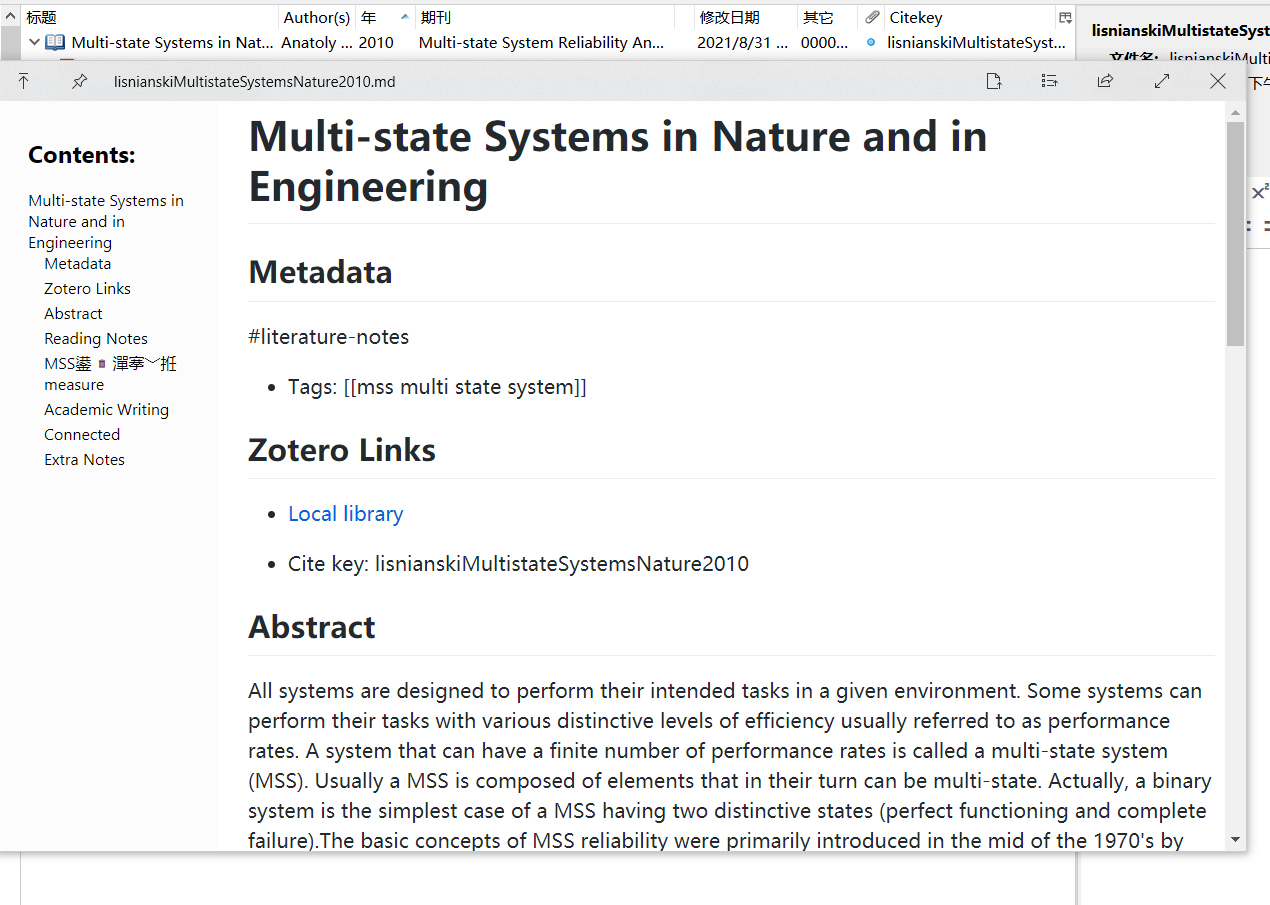 标题 Author(s) 年 期刊 修改日期 其它 Citekey
Multi-state Systems in Nat... Anatoly ... 2010 Multi-state System Reliability An... 2021/8/31 ... 0000... lisnianskiMultistateSyst...
lisnianskiMultistateSyst
文件名: lisnianskiMulti
下午
lisnianskiMultistateSystemsNature2010.md
Contents:
Multi-state Systems in
Nature and in
Engineering
Metadata
Zotero Links
Abstract
Reading Notes
MSS
measure
Academic Writing
Connected
Extra Notes
Multi-state Systems in Nature and in
Engineering
Metadata
#literature-notes
• Tags: [[mss multi state system]]
Zotero Links
• Local library
• Cite key: lisnianskiMultistateSystemsNature2010
Abstract
All systems are designed to perform their intended tasks in a given environment. Some systems can
perform their tasks with various distinctive levels of efficiency usually referred to as performance
rates. A system that can have a finite number of performance rates is called a multi-state system
(MSS). Usually a MSS is composed of elements that in their turn can be multi-state. Actually, a binary
system is the simplest case of a MSS having two distinctive states (perfect functioning and complete
failure).The basic concepts of MSS reliability were primarily introduced in the mid of the 1970's by
x²